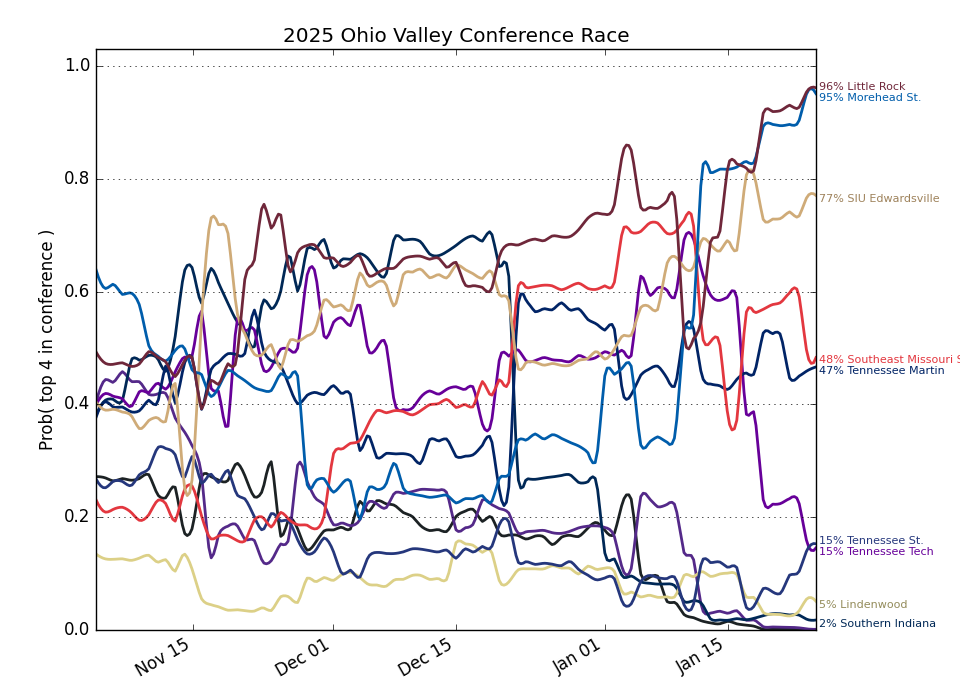 2025 Ohio Valley Conference Race
Prob( top 4 in conference )
1.0
0.8
0.6
0.4
0.2
0.0
Nov 15
Dec 01
Dec 15
Jan 01
Jan 15
96% Little Rock
95% Morehead St.
77% SIU Edwardsville
48% Southeast Missouri S
47% Tennessee Martin
15% Tennessee St.
15% Tennessee Tech
5% Lindenwood
2% Southern Indiana